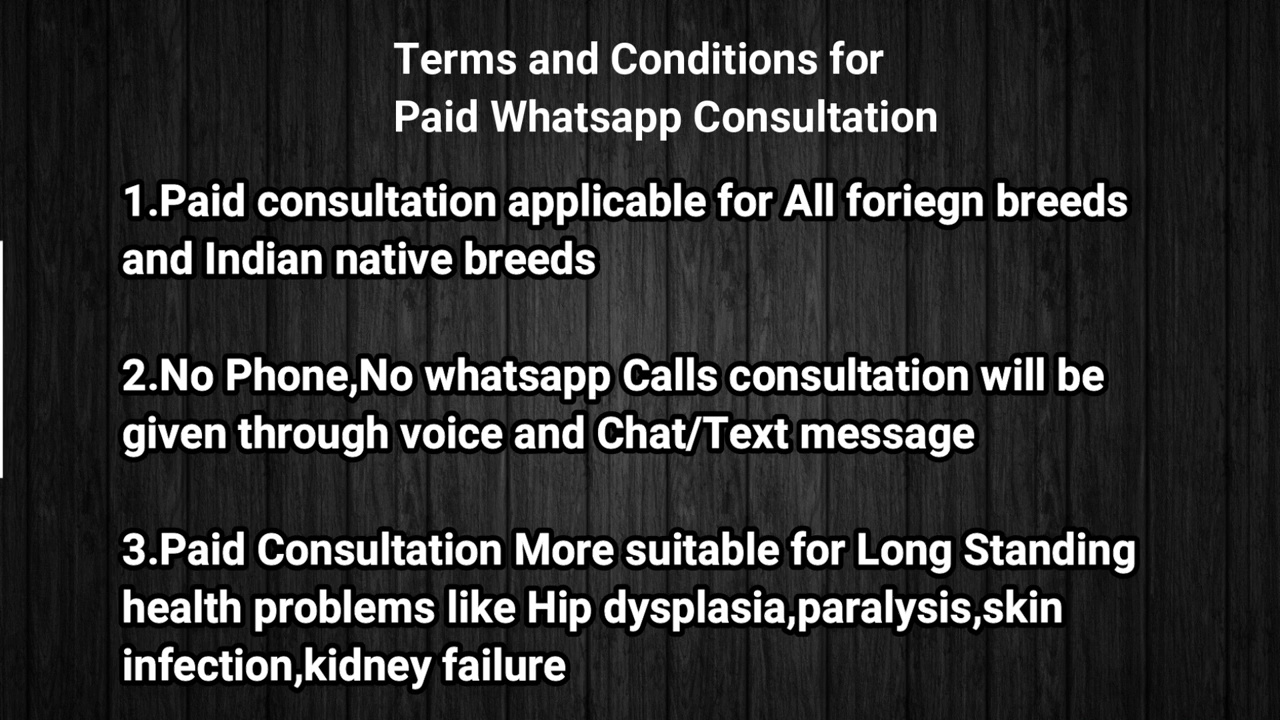 Terms and Conditions for
Paid Whatsapp Consultation
1.Paid consultation applicable for All foriegn breeds
and Indian native breeds
2.No Phone,No whatsapp Calls consultation will be
given through voice and Chat/Text message
3.Paid Consultation More suitable for Long Standing
health problems like Hip dysplasia,paralysis,skin
infection,kidney failure